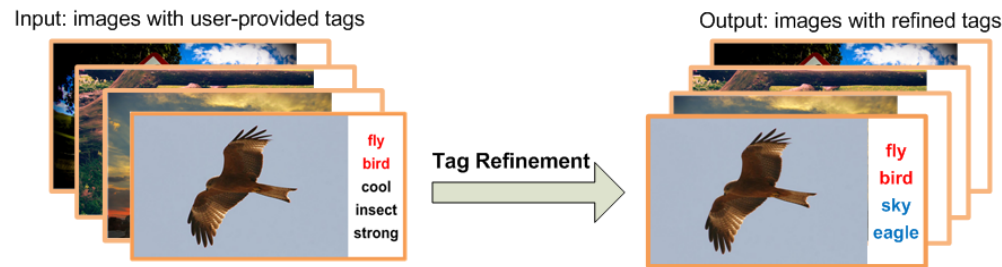 Input: images with user-provided tags
Output: images with refined tags
fly
bird
cool
insect
strong
Tag Refinement
fly
bird
sky
eagle